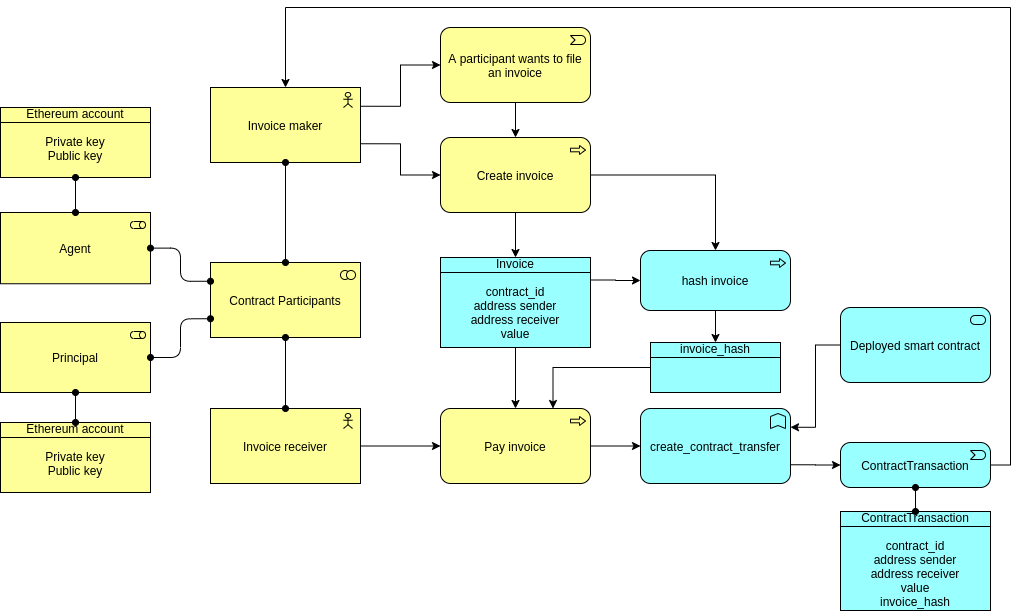 A participant wants to file
an invoice
Invoice maker
Ethereum account
Private key
Public key
Create invoice
Agent
Contract Participants
Invoice
contract_id
address sender
address receiver
value
hash invoice
invoice_hash
Deployed smart contract
Principal
Ethereum account
Private key
Public key
Invoice receiver
Pay invoice
create_contract_transfer
ContractTransaction
ContractTransaction
contract_id
address sender
address receiver
value
invoice_hash